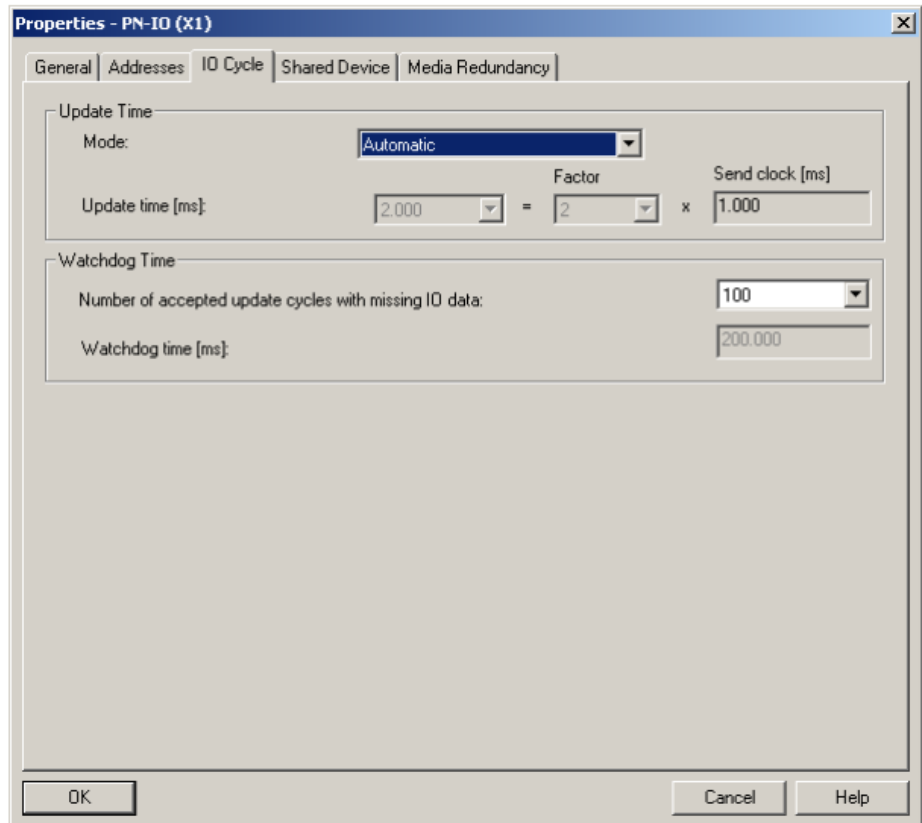 Properties - PN-IO (X1)
General Addresses IO Cycle Shared Device Media Redundancy
Update Time
Mode: Automatic
Factor Send clock [ms]
Update time [ms]: 2.000 = 2 x 1.000
Watchdog Time
Number of accepted update cycles with missing IO data: 100
Watchdog time [ms]: 200.000
OK Cancel Help